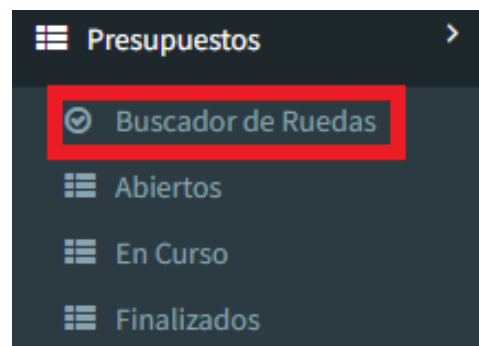 Presupuestos
Buscador de Ruedas
Abiertos
En Curso
Finalizados